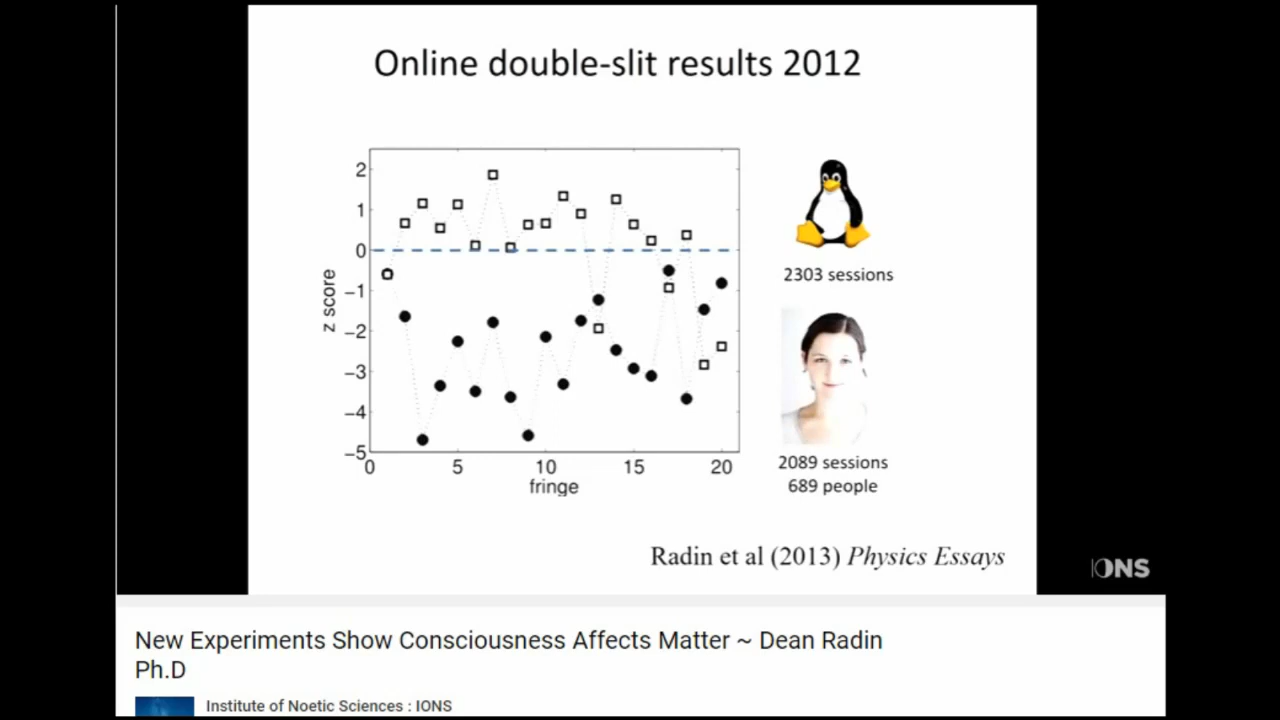 Online double-slit results 2012
2
1
0
−1
−2
−3
−4
−5
z score
0 5 10 15 20
fringe
2303 sessions
2089 sessions
689 people
Radin et al (2013) Physics Essays
IONS
New Experiments Show Consciousness Affects Matter ~ Dean Radin
Ph.D
Institute of Noetic Sciences : IONS